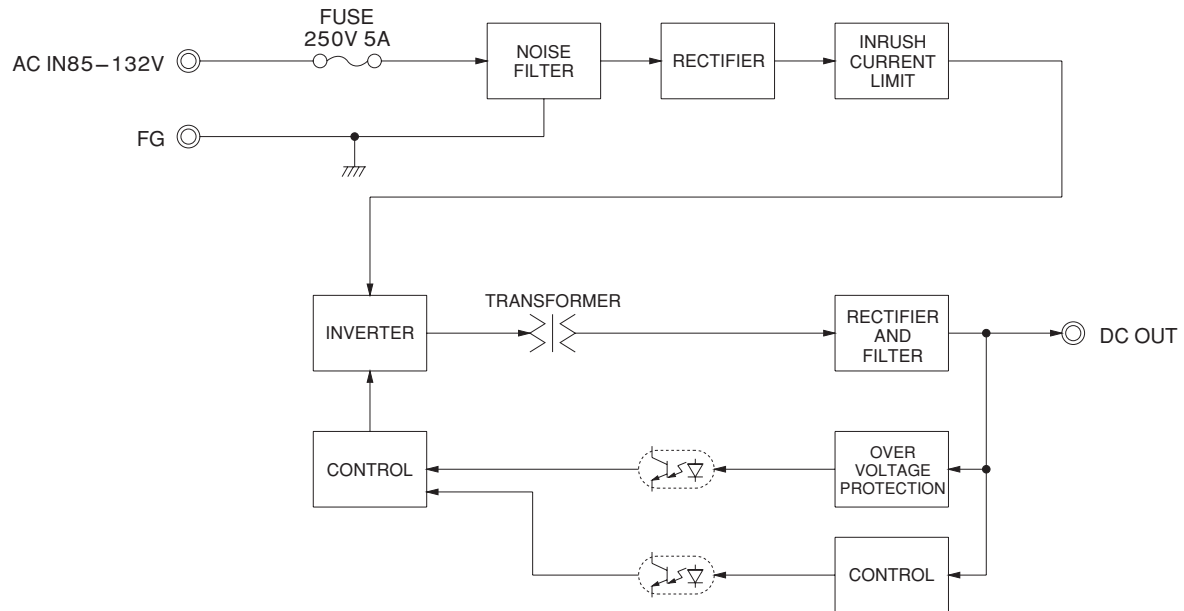 FUSE
250V 5A
AC IN85–132V
NOISE
FILTER
RECTIFIER
INRUSH
CURRENT
LIMIT
FG
TRANSFORMER
INVERTER
RECTIFIER
AND
FILTER
DC OUT
CONTROL
OVER
VOLTAGE
PROTECTION
CONTROL